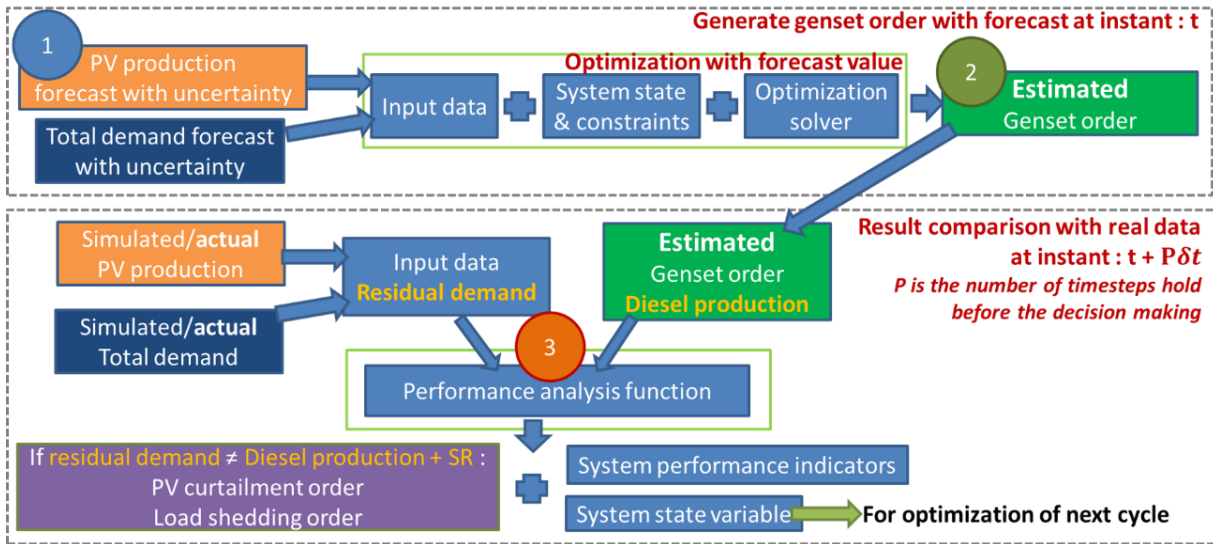 Generate genset order with forecast at instant : t
1
PV production
forecast with uncertainty
Total demand forecast
with uncertainty
Optimization with forecast value
Input data
System state
& constraints
Optimization
solver
2
Estimated
Genset order
Simulated/actual
PV production
Simulated/actual
Total demand
Input data
Residual demand
Estimated
Genset order
Diesel production
Result comparison with real data
at instant : t + Pδt
P is the number of timesteps hold
before the decision making
3
Performance analysis function
If residual demand ≠ Diesel production + SR :
PV curtailment order
Load shedding order
System performance indicators
System state variable
For optimization of next cycle